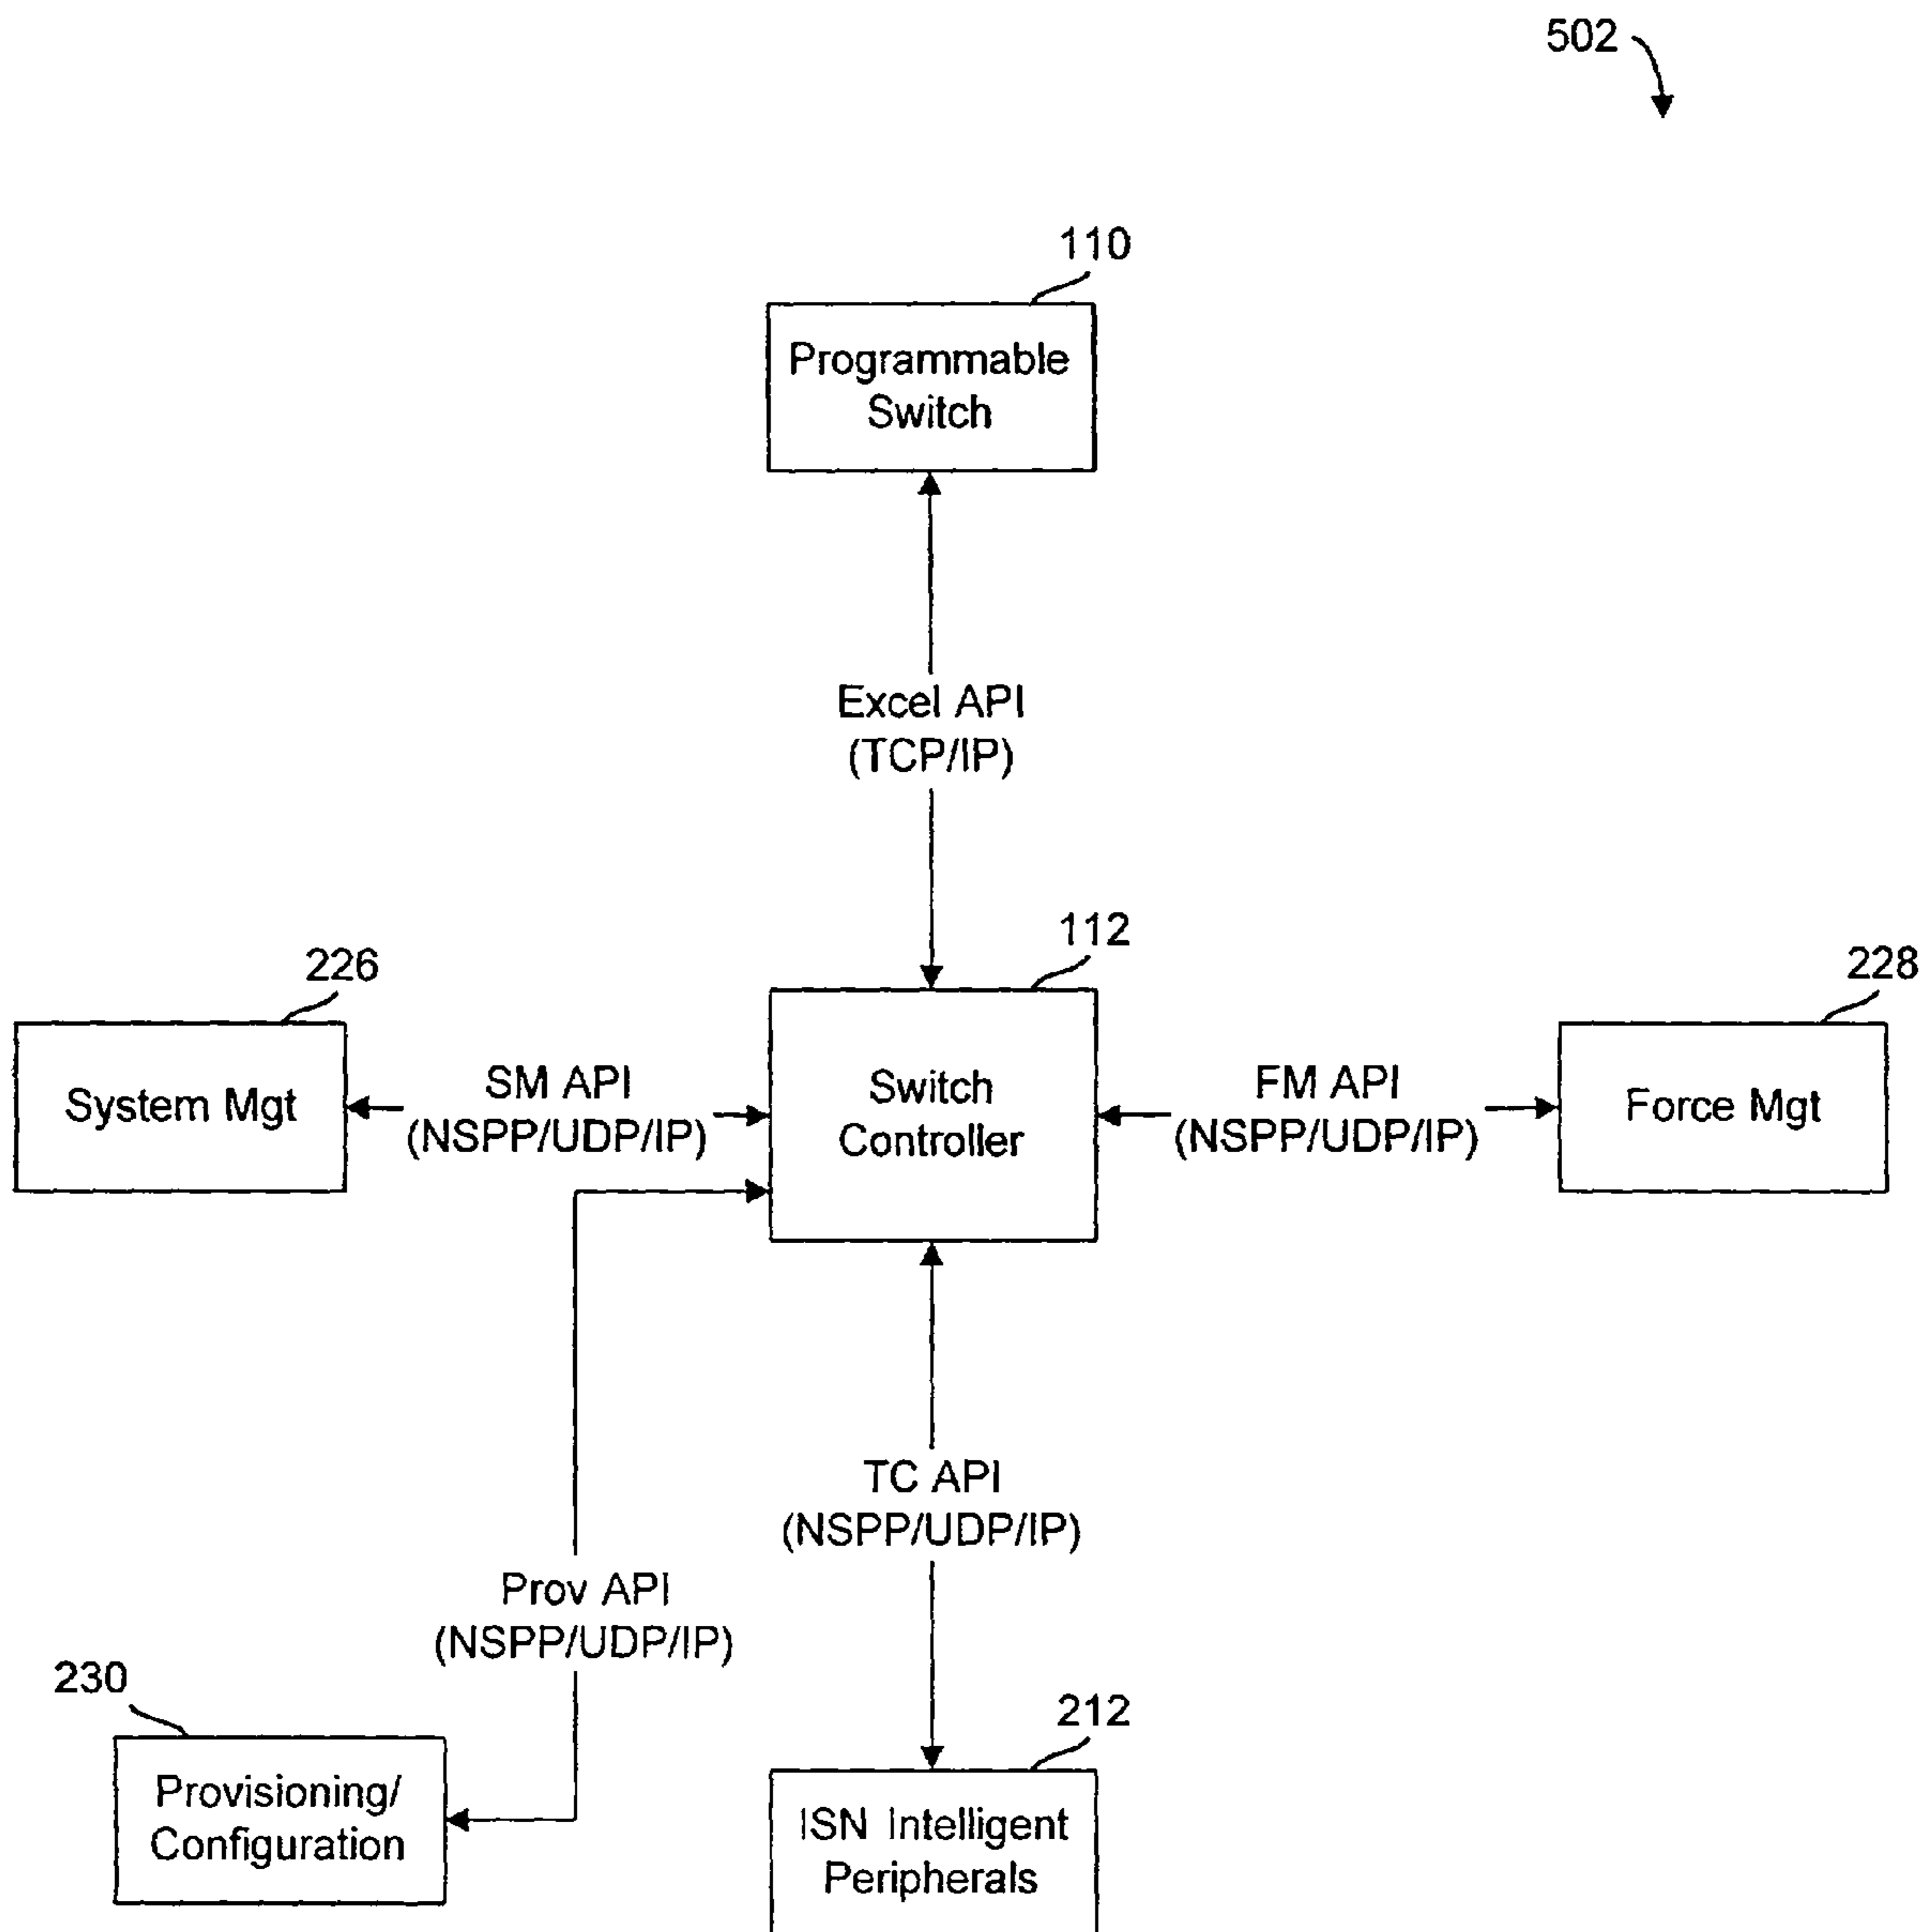 502
110
Programmable
Switch
Excel API
(TCP/IP)
112
226
228
System Mgt
SM API
(NSPP/UDP/IP)
Switch
Controller
FM API
(NSPP/UDP/IP)
Force Mgt
TC API
(NSPP/UDP/IP)
Prov API
(NSPP/UDP/IP)
230
212
Provisioning/
Configuration
ISN Intelligent
Peripherals